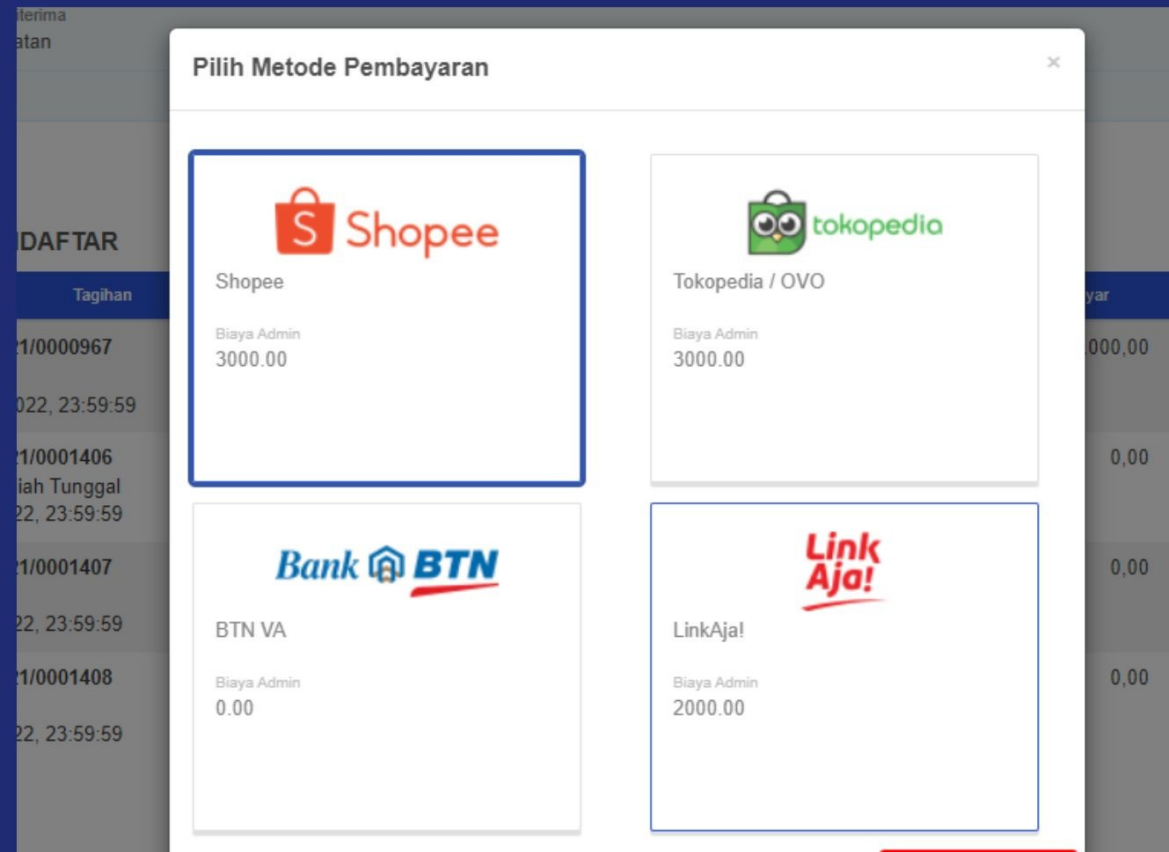 iterima
atan
Pilih Metode Pembayaran
×
S Shopee
Shopee
Biaya Admin
3000.00
tokopedia
Tokopedia / OVO
Biaya Admin
3000.00
Bank BTN
BTN VA
Biaya Admin
0.00
Link
Aja!
LinkAja!
Biaya Admin
2000.00
IDAFTAR
Tagihan
yar
21/0000967
000,00
022, 23:59:59
21/0001406
0,00
iah Tunggal
22, 23:59:59
21/0001407
0,00
22, 23:59:59
21/0001408
0,00
22, 23:59:59